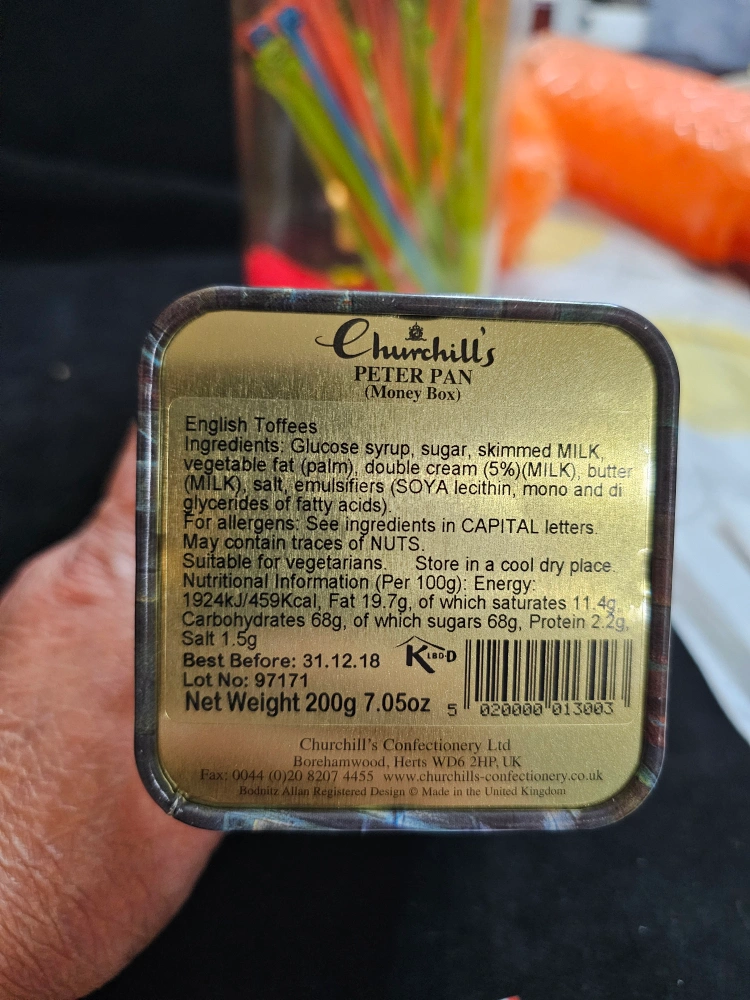 Churchill's
PETER PAN
(Money Box)
English Toffees
Ingredients: Glucose syrup, sugar, skimmed MILK,
vegetable fat (palm), double cream (5%)(MILK), butter
(MILK), salt, emulsifiers (SOYA lecithin, mono and di
glycerides of fatty acids).
For allergens: See ingredients in CAPITAL letters.
May contain traces of NUTS.
Suitable for vegetarians. Store in a cool dry place.
Nutritional Information (Per 100g): Energy:
1924kJ/459Kcal, Fat 19.7g, of which saturates 11.4g,
Carbohydrates 68g, of which sugars 68g, Protein 2.2g,
Salt 1.5g
Best Before: 31.12.18
KLBD-D
Lot No: 97171
Net Weight 200g 7.05oz
5 020000 013003
Churchill's Confectionery Ltd
Borehamwood, Herts WD6 2HP, UK
Fax: 0044 (0)20 8207 4455 www.churchills-confectionery.co.uk
Bodnitz Allan Registered Design © Made in the United Kingdom